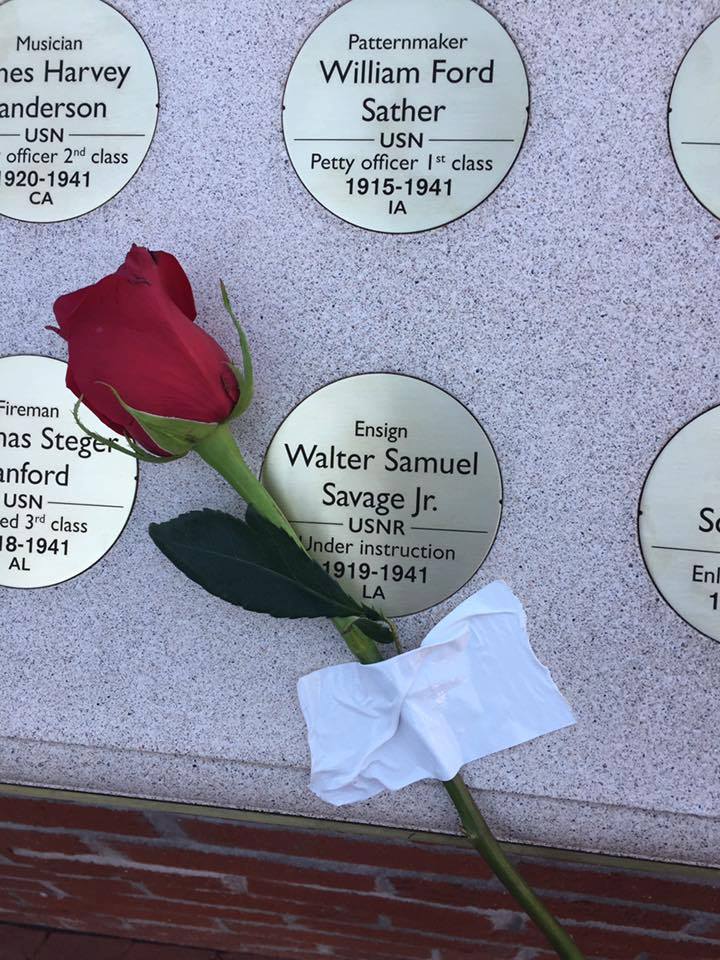 Musician
nes Harvey
anderson
USN
officer 2nd class
1920-1941
CA
Patternmaker
William Ford
Sather
USN
Petty officer 1st class
1915-1941
IA
Fireman
nas Steger
anford
USN
ed 3rd class
18-1941
AL
Ensign
Walter Samuel
Savage Jr.
USNR
Under instruction
1919-1941
LA
Sc
Enl
1